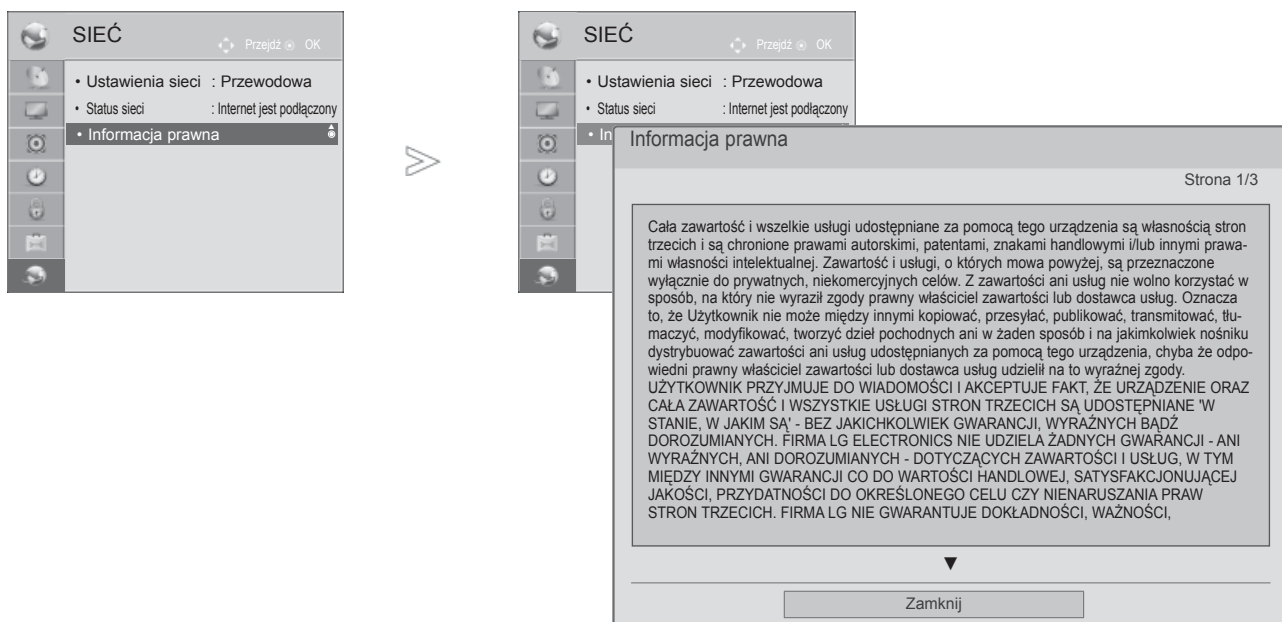 SIEĆ
Przejdź OK
• Ustawienia sieci : Przewodowa
• Status sieci : Internet jest podłączony
• Informacja prawna
SIEĆ
Przejdź OK
• Ustawienia sieci : Przewodowa
• Status sieci : Internet jest podłączony
• In
Informacja prawna
Strona 1/3
Cała zawartość i wszelkie usługi udostępniane za pomocą tego urządzenia są własnością stron
trzecich i są chronione prawami autorskimi, patentami, znakami handlowymi i/lub innymi prawa-
mi własności intelektualnej. Zawartość i usługi, o których mowa powyżej, są przeznaczone
wyłącznie do prywatnych, niekomercyjnych celów. Z zawartości ani usług nie wolno korzystać w
sposób, na który nie wyraził zgody prawny właściciel zawartości lub dostawca usług. Oznacza
to, że Użytkownik nie może między innymi kopiować, przesyłać, publikować, transmitować, tłu-
maczyć, modyfikować, tworzyć dzieł pochodnych ani w żaden sposób i na jakimkolwiek nośniku
dystrybuować zawartości ani usług udostępnianych za pomocą tego urządzenia, chyba że odpo-
wiedni prawny właściciel zawartości lub dostawca usług udzielił na to wyraźnej zgody.
UŻYTKOWNIK PRZYJMUJE DO WIADOMOŚCI I AKCEPTUJE FAKT, ŻE URZĄDZENIE ORAZ
CAŁA ZAWARTOŚĆ I WSZYSTKIE USŁUGI STRON TRZECICH SĄ UDOSTĘPNIANE 'W
STANIE, W JAKIM SĄ' - BEZ JAKICHKOLWIEK GWARANCJI, WYRAŹNYCH BĄDŹ
DOROZUMIANYCH. FIRMA LG ELECTRONICS NIE UDZIELA ŻADNYCH GWARANCJI - ANI
WYRAŹNYCH, ANI DOROZUMIANYCH - DOTYCZĄCYCH ZAWARTOŚCI I USŁUG, W TYM
MIĘDZY INNYMI GWARANCJI CO DO WARTOŚCI HANDLOWEJ, SATYSFAKCJONUJĄCEJ
JAKOŚCI, PRZYDATNOŚCI DO OKREŚLONEGO CELU CZY NIENARUSZANIA PRAW
STRON TRZECICH. FIRMA LG NIE GWARANTUJE DOKŁADNOŚCI, WAŻNOŚCI,
▼
Zamknij